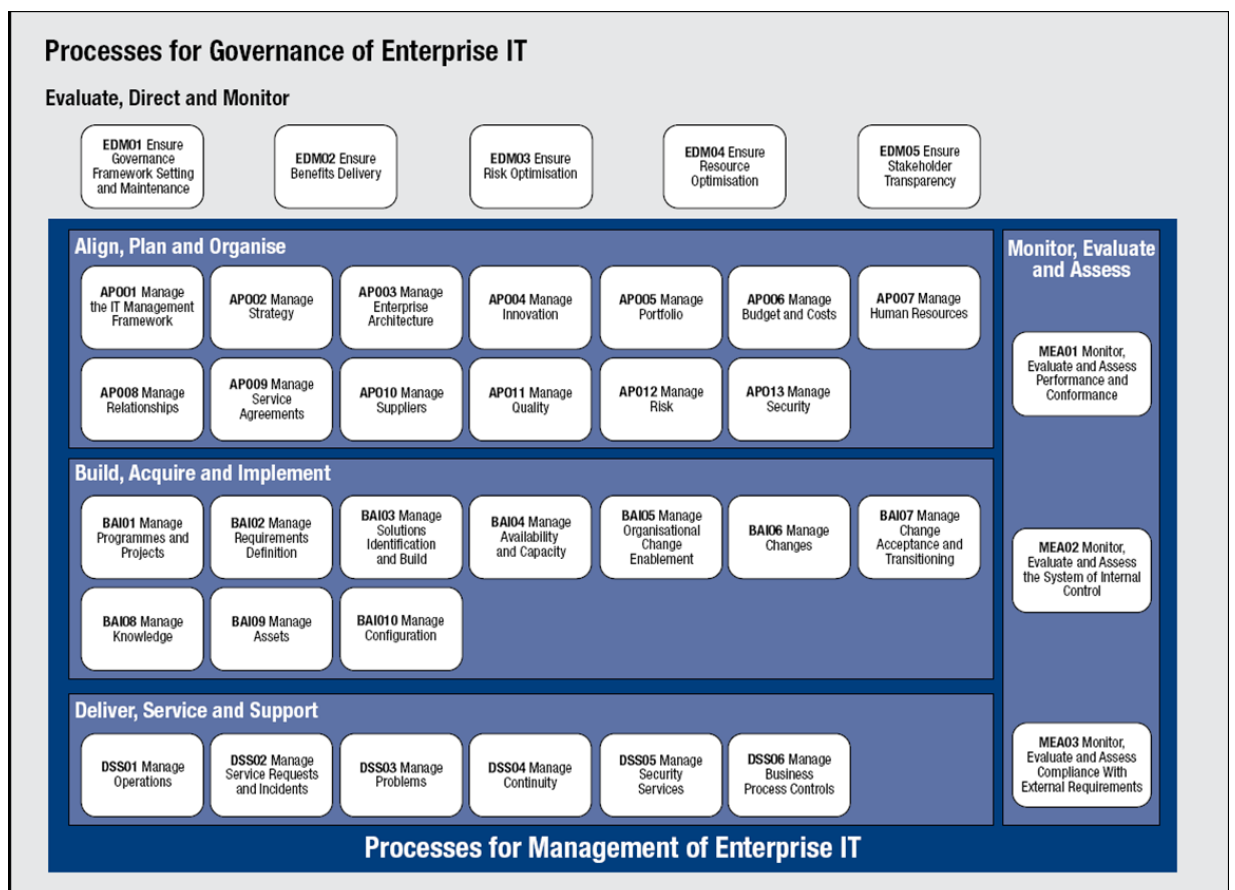 Processes for Governance of Enterprise IT
Evaluate, Direct and Monitor
EDM01 Ensure
Governance
Framework Setting
and Maintenance
EDM02 Ensure
Benefits Delivery
EDM03 Ensure
Risk Optimisation
EDM04 Ensure
Resource
Optimisation
EDM05 Ensure
Stakeholder
Transparency
Align, Plan and Organise
APO01 Manage
the IT Management
Framework
APO02 Manage
Strategy
APO03 Manage
Enterprise
Architecture
APO04 Manage
Innovation
APO05 Manage
Portfolio
APO06 Manage
Budget and Costs
APO07 Manage
Human Resources
APO08 Manage
Relationships
APO09 Manage
Service
Agreements
APO10 Manage
Suppliers
APO11 Manage
Quality
APO12 Manage
Risk
APO13 Manage
Security
Build, Acquire and Implement
BAI01 Manage
Programmes and
Projects
BAI02 Manage
Requirements
Definition
BAI03 Manage
Solutions
Identification
and Build
BAI04 Manage
Availability
and Capacity
BAI05 Manage
Organisational
Change
Enablement
BAI06 Manage
Changes
BAI07 Manage
Change
Acceptance and
Transitioning
BAI08 Manage
Knowledge
BAI09 Manage
Assets
BAI010 Manage
Configuration
Deliver, Service and Support
DSS01 Manage
Operations
DSS02 Manage
Service Requests
and Incidents
DSS03 Manage
Problems
DSS04 Manage
Continuity
DSS05 Manage
Security
Services
DSS06 Manage
Business
Process Controls
Monitor, Evaluate
and Assess
MEA01 Monitor,
Evaluate and Assess
Performance and
Conformance
MEA02 Monitor,
Evaluate and Assess
the System of Internal
Control
MEA03 Monitor,
Evaluate and Assess
Compliance With
External Requirements
Processes for Management of Enterprise IT